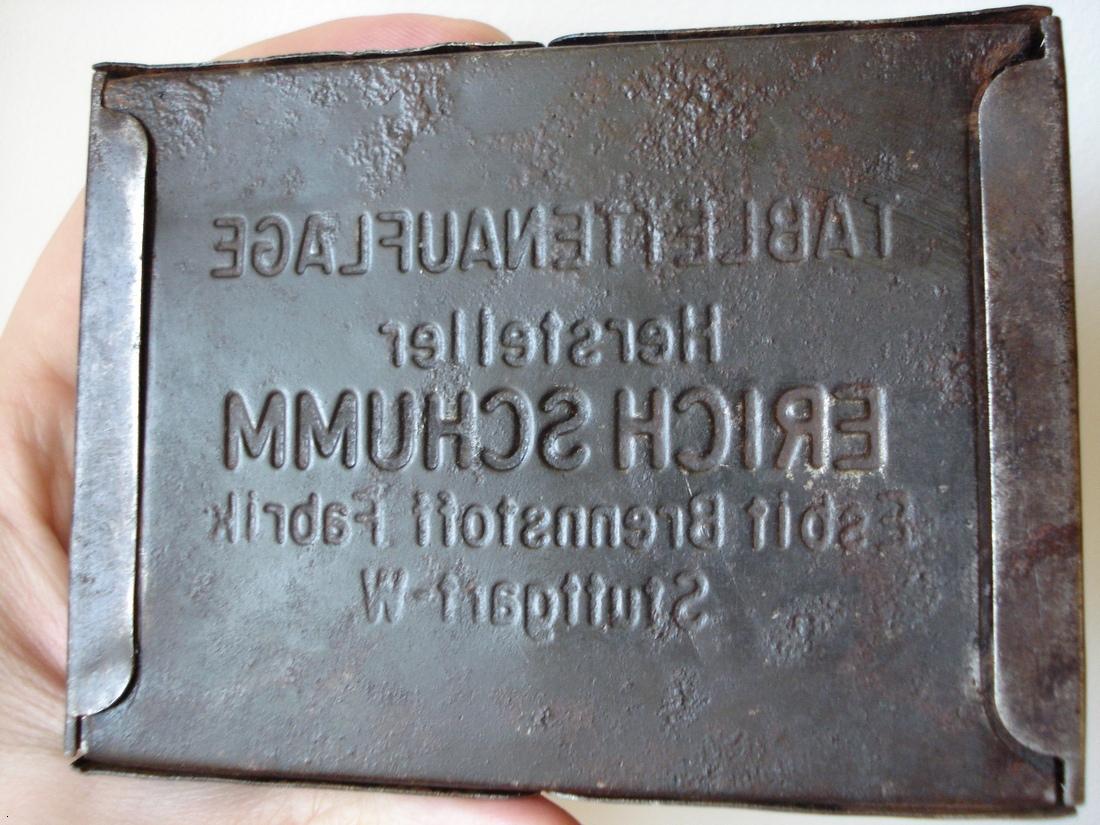 TABLETTENAUFLAGE
Hersteller
ERICH SCHUMM
Esbit Brennstoff Fabrik
Stuttgart-W